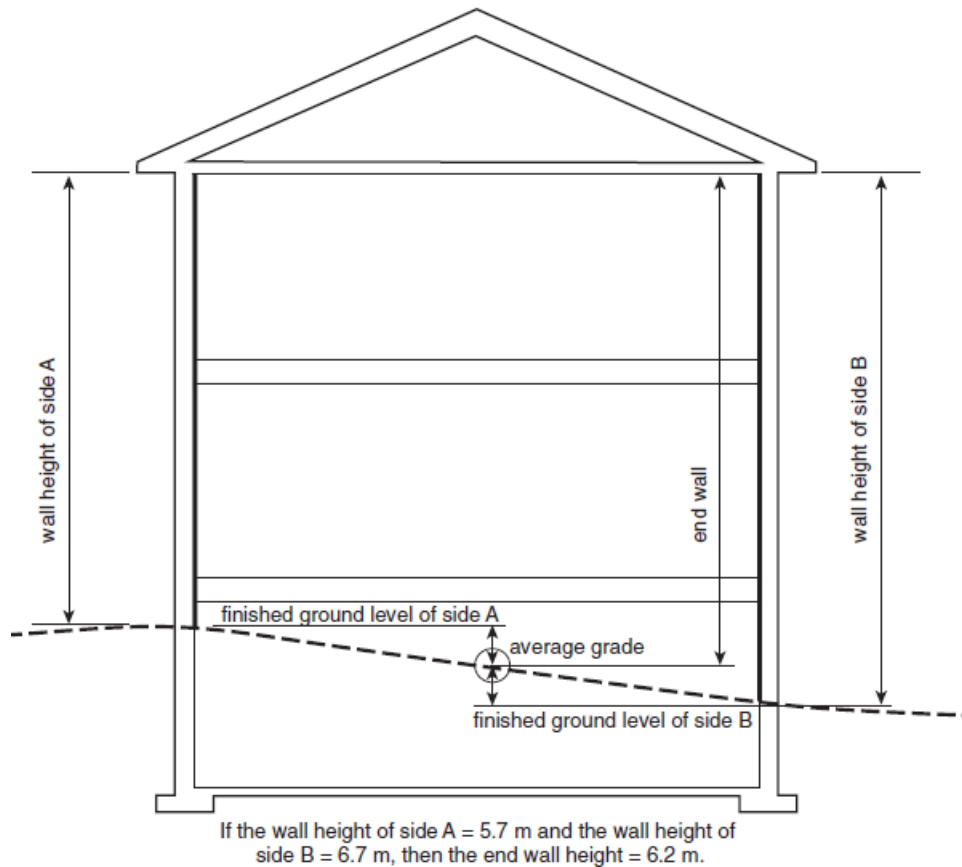 wall height of side A
end wall
wall height of side B
finished ground level of side A
average grade
finished ground level of side B
If the wall height of side A = 5.7 m and the wall height of
side B = 6.7 m, then the end wall height = 6.2 m.